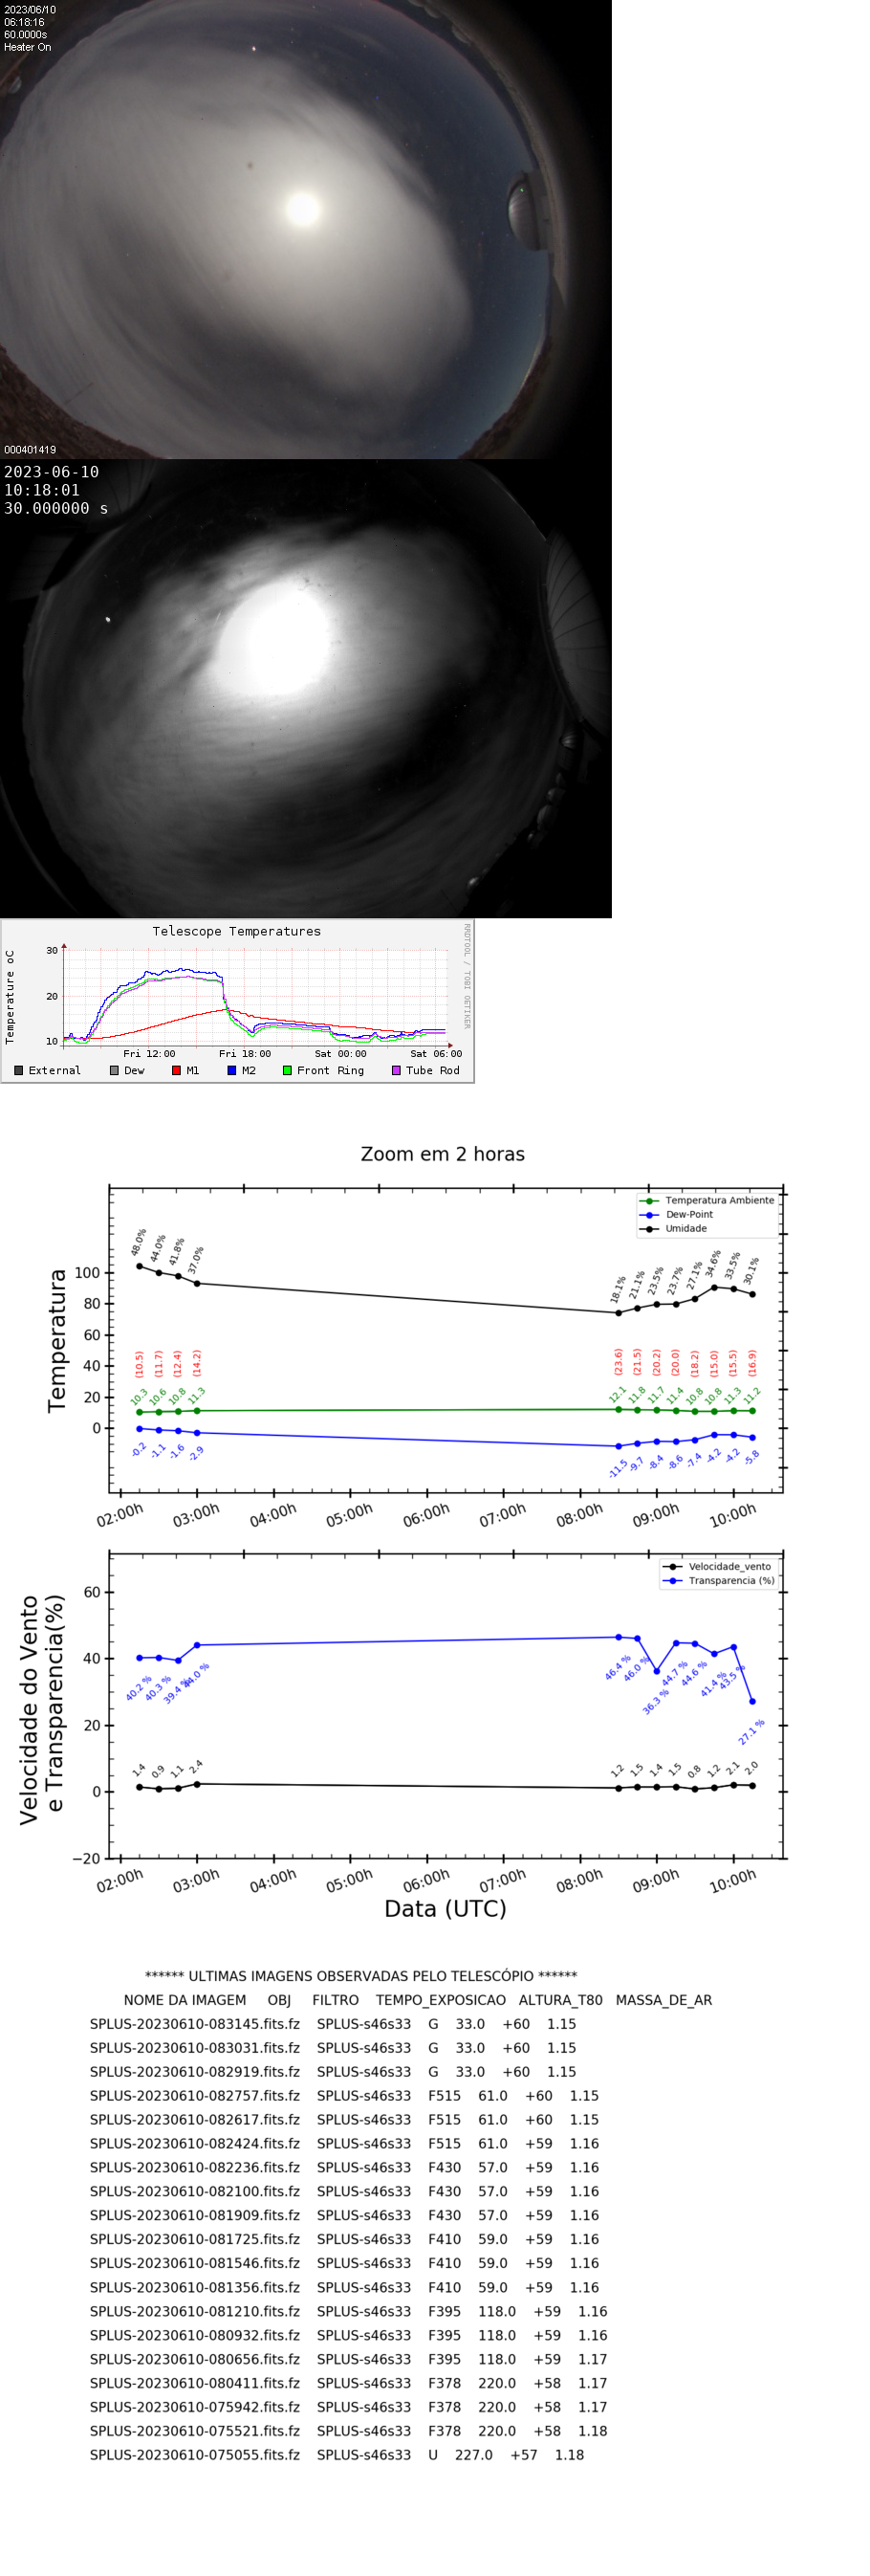 2023/06/10
06:18:16
60.0000s
Heater On
000401419
2023-06-10
10:18:01
30.000000 s
Telescope Temperatures
RRDTOOL / TOBI OETIKER
Temperature oC
30
20
10
Fri 12:00 Fri 18:00 Sat 00:00 Sat 06:00
External Dew M1 M2 Front Ring Tube Rod
Zoom em 2 horas
Temperatura Ambiente
Dew-Point
Umidade
Temperatura
100
80
60
40
20
0
48.0% 44.0% 41.8% 37.0% 18.1% 21.1% 23.5% 23.7% 27.1% 34.6% 33.5% 30.1%
(10.5) (11.7) (12.4) (14.2) (23.6) (21.5) (20.2) (20.0) (18.2) (15.0) (15.5) (16.9)
10.3 10.6 10.8 11.3 12.1 11.8 11.7 11.4 10.8 10.8 11.3 11.2
-0.2 -1.1 -1.6 -2.9 -11.5 -9.7 -8.4 -8.6 -7.4 -4.2 -4.2 -5.8
02:00h 03:00h 04:00h 05:00h 06:00h 07:00h 08:00h 09:00h 10:00h
Velocidade_vento
Transparencia (%)
Velocidade do Vento
e Transparencia(%)
60
40
20
0
−20
40.2 % 40.3 % 39.4 % 44.0 % 46.4 % 46.0 % 36.3 % 44.7 % 44.6 % 41.4 % 43.5 % 27.1 %
1.4 0.9 1.1 2.4 1.2 1.5 1.4 1.5 0.8 1.2 2.1 2.0
02:00h 03:00h 04:00h 05:00h 06:00h 07:00h 08:00h 09:00h 10:00h
Data (UTC)
****** ULTIMAS IMAGENS OBSERVADAS PELO TELESCÓPIO ******
NOME DA IMAGEM OBJ FILTRO TEMPO_EXPOSICAO ALTURA_T80 MASSA_DE_AR
SPLUS-20230610-083145.fits.fz SPLUS-s46s33 G 33.0 +60 1.15
SPLUS-20230610-083031.fits.fz SPLUS-s46s33 G 33.0 +60 1.15
SPLUS-20230610-082919.fits.fz SPLUS-s46s33 G 33.0 +60 1.15
SPLUS-20230610-082757.fits.fz SPLUS-s46s33 F515 61.0 +60 1.15
SPLUS-20230610-082617.fits.fz SPLUS-s46s33 F515 61.0 +60 1.15
SPLUS-20230610-082424.fits.fz SPLUS-s46s33 F515 61.0 +59 1.16
SPLUS-20230610-082236.fits.fz SPLUS-s46s33 F430 57.0 +59 1.16
SPLUS-20230610-082100.fits.fz SPLUS-s46s33 F430 57.0 +59 1.16
SPLUS-20230610-081909.fits.fz SPLUS-s46s33 F430 57.0 +59 1.16
SPLUS-20230610-081725.fits.fz SPLUS-s46s33 F410 59.0 +59 1.16
SPLUS-20230610-081546.fits.fz SPLUS-s46s33 F410 59.0 +59 1.16
SPLUS-20230610-081356.fits.fz SPLUS-s46s33 F410 59.0 +59 1.16
SPLUS-20230610-081210.fits.fz SPLUS-s46s33 F395 118.0 +59 1.16
SPLUS-20230610-080932.fits.fz SPLUS-s46s33 F395 118.0 +59 1.16
SPLUS-20230610-080656.fits.fz SPLUS-s46s33 F395 118.0 +59 1.17
SPLUS-20230610-080411.fits.fz SPLUS-s46s33 F378 220.0 +58 1.17
SPLUS-20230610-075942.fits.fz SPLUS-s46s33 F378 220.0 +58 1.17
SPLUS-20230610-075521.fits.fz SPLUS-s46s33 F378 220.0 +58 1.18
SPLUS-20230610-075055.fits.fz SPLUS-s46s33 U 227.0 +57 1.18